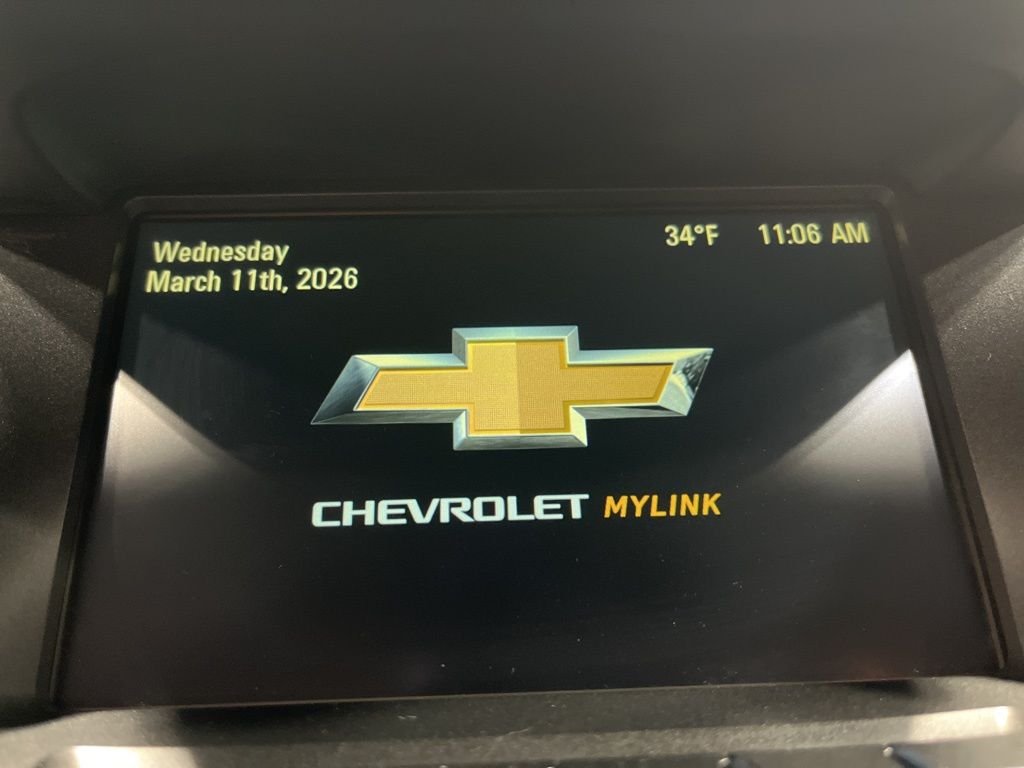 Wednesday
March 11th, 2026
34°F 11:06 AM
CHEVROLET MYLINK